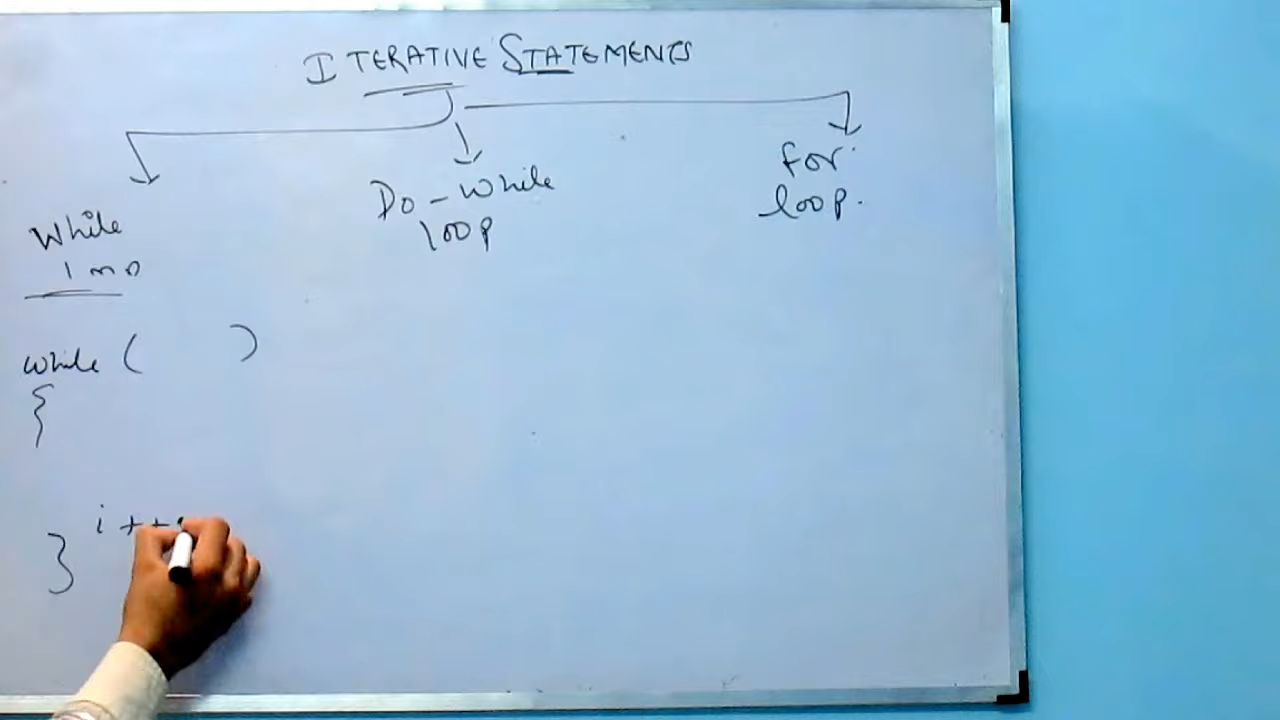 ITERATIVE STATEMENTS
While
Do - While
loop
for
loop.
while ( )
{
i++
}